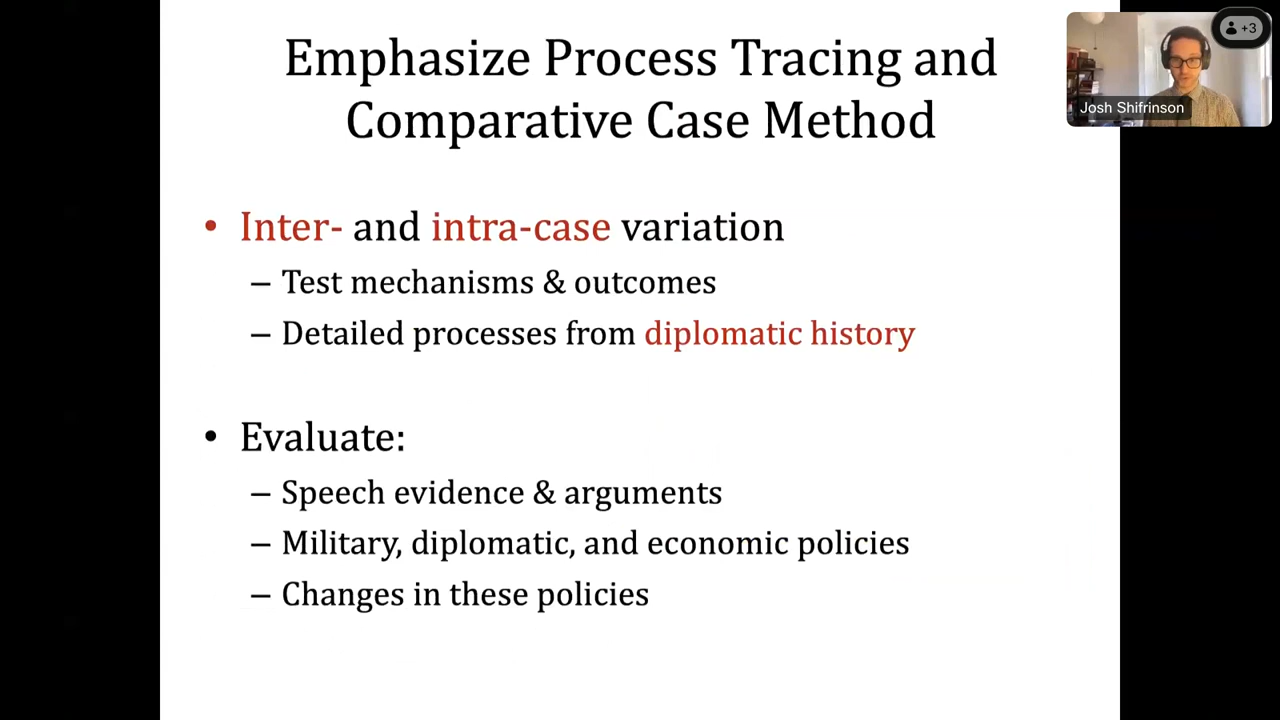 Emphasize Process Tracing and
Comparative Case Method
• Inter- and intra-case variation
– Test mechanisms & outcomes
– Detailed processes from diplomatic history
• Evaluate:
– Speech evidence & arguments
– Military, diplomatic, and economic policies
– Changes in these policies
+3
Josh Shifrinson